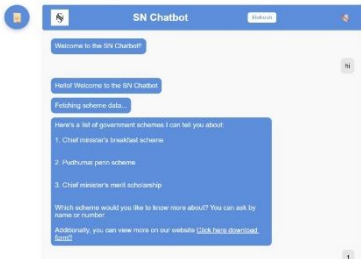 SN Chatbot
Refresh
Welcome to the SN Chatbot!
hi
Hello! Welcome to the SN Chatbot
Fetching scheme data...
Here's a list of government schemes I can tell you about:
1. Chief minister's breakfast scheme
2. Pudhumai penn scheme
3. Chief minister's merit scholarship
Which scheme would you like to know more about? You can ask by
name or number.
Additionally, you can view more on our website Click here download
form!!
1